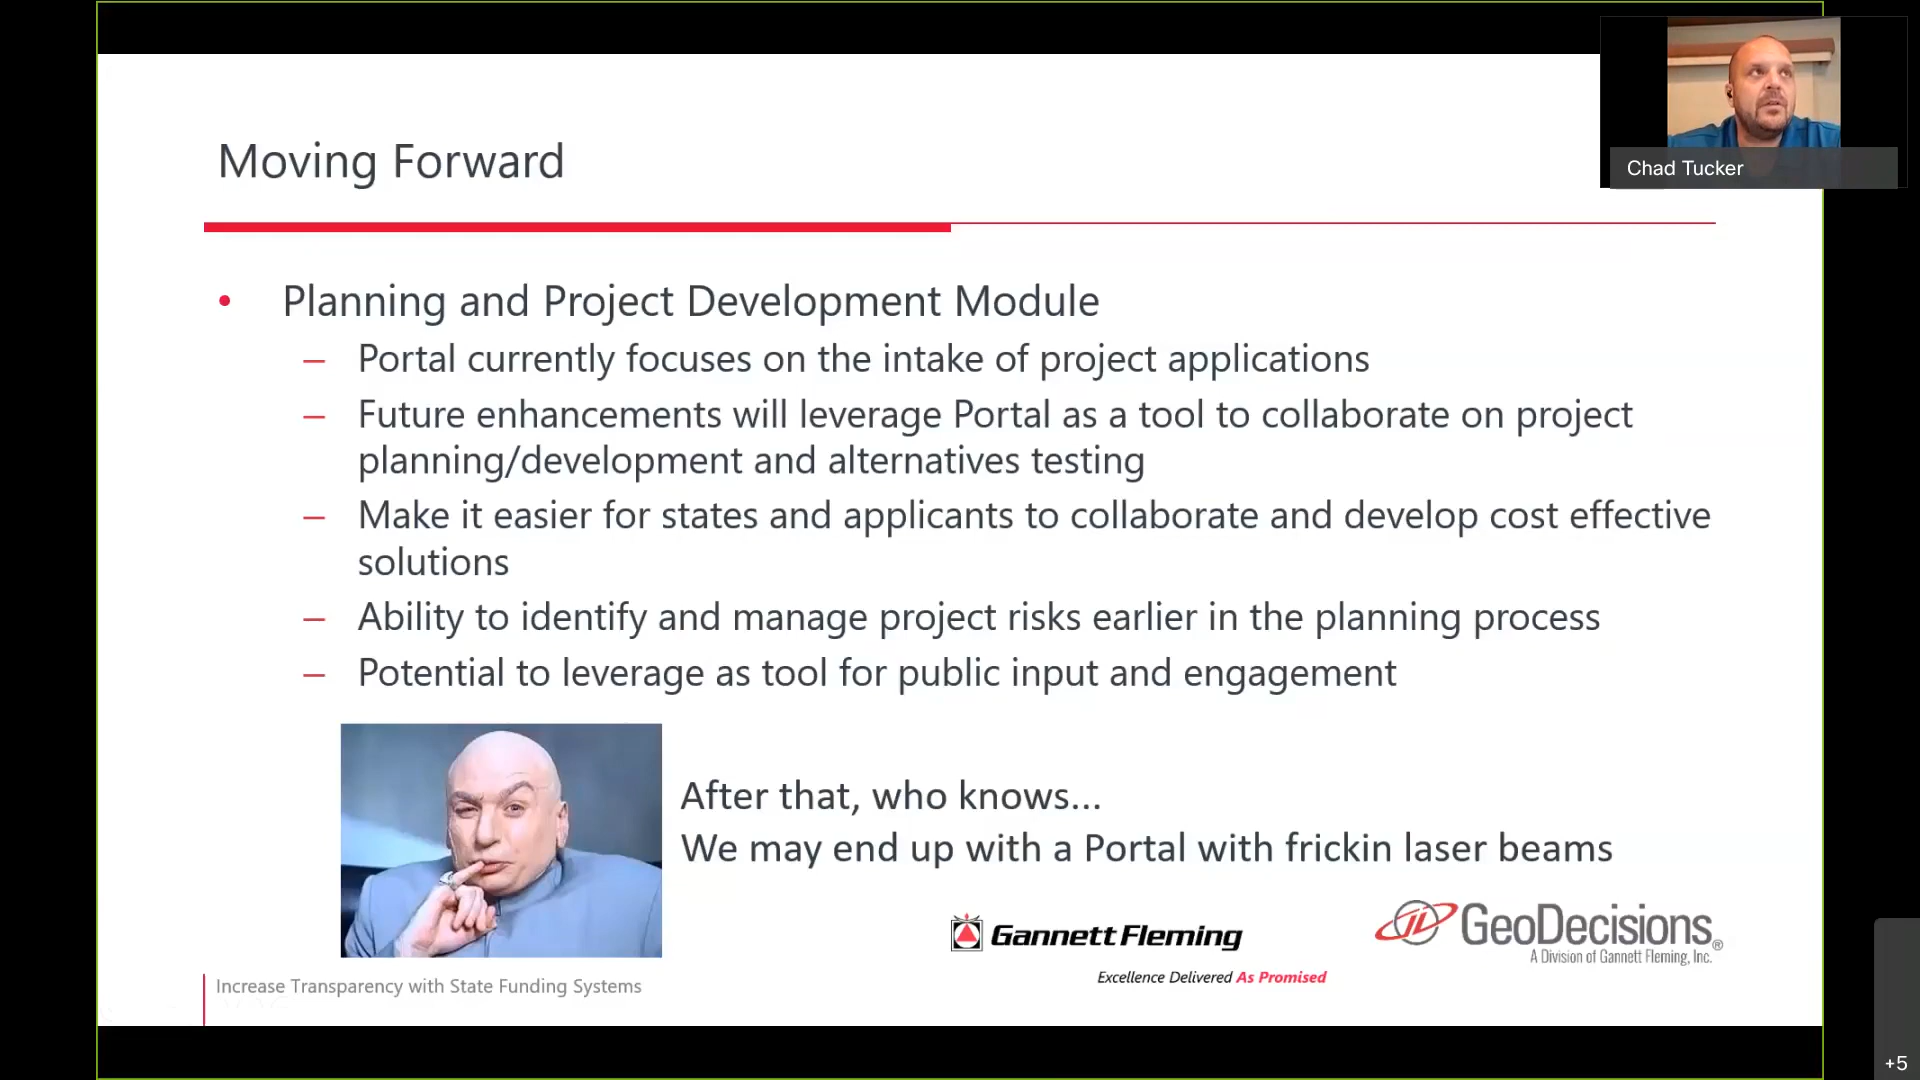 Chad Tucker
Moving Forward
• Planning and Project Development Module
– Portal currently focuses on the intake of project applications
– Future enhancements will leverage Portal as a tool to collaborate on project
planning/development and alternatives testing
– Make it easier for states and applicants to collaborate and develop cost effective
solutions
– Ability to identify and manage project risks earlier in the planning process
– Potential to leverage as tool for public input and engagement
After that, who knows...
We may end up with a Portal with frickin laser beams
Gannett Fleming
Excellence Delivered As Promised
GeoDecisions®
A Division of Gannett Fleming, Inc.
Increase Transparency with State Funding Systems
+5